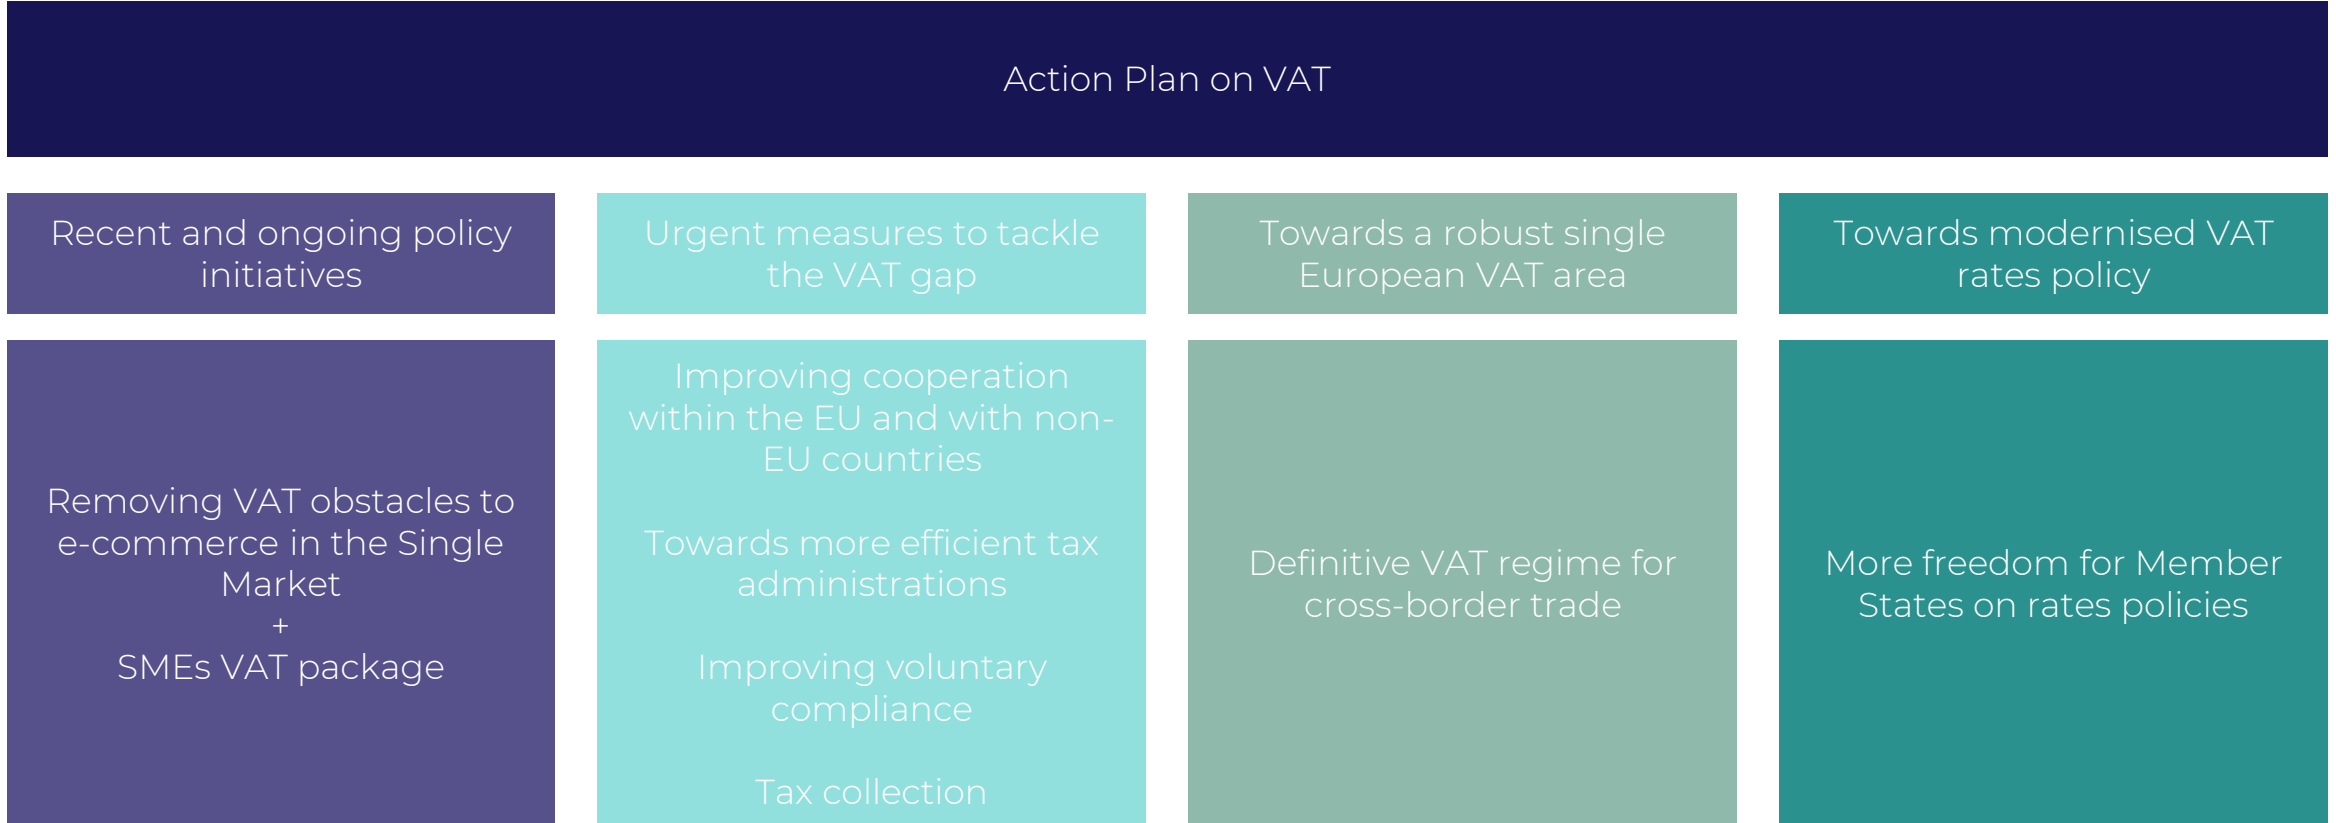 Action Plan on VAT
Recent and ongoing policy
initiatives
Urgent measures to tackle
the VAT gap
Towards a robust single
European VAT area
Towards modernised VAT
rates policy
Removing VAT obstacles to
e-commerce in the Single
Market
+
SMEs VAT package
Improving cooperation
within the EU and with non-
EU countries
Towards more efficient tax
administrations
Improving voluntary
compliance
Tax collection
Definitive VAT regime for
cross-border trade
More freedom for Member
States on rates policies